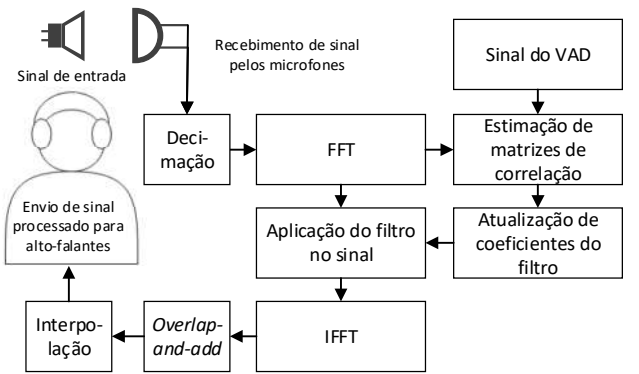 Recebimento de sinal
pelos microfones
Sinal de entrada
Sinal do VAD
Deci-
mação
FFT
Estimação de
matrizes de
correlação
Envio de sinal
processado para
alto-falantes
Aplicação do filtro
no sinal
Atualização de
coeficientes do
filtro
Interpo-
lação
Overlap-
and-add
IFFT